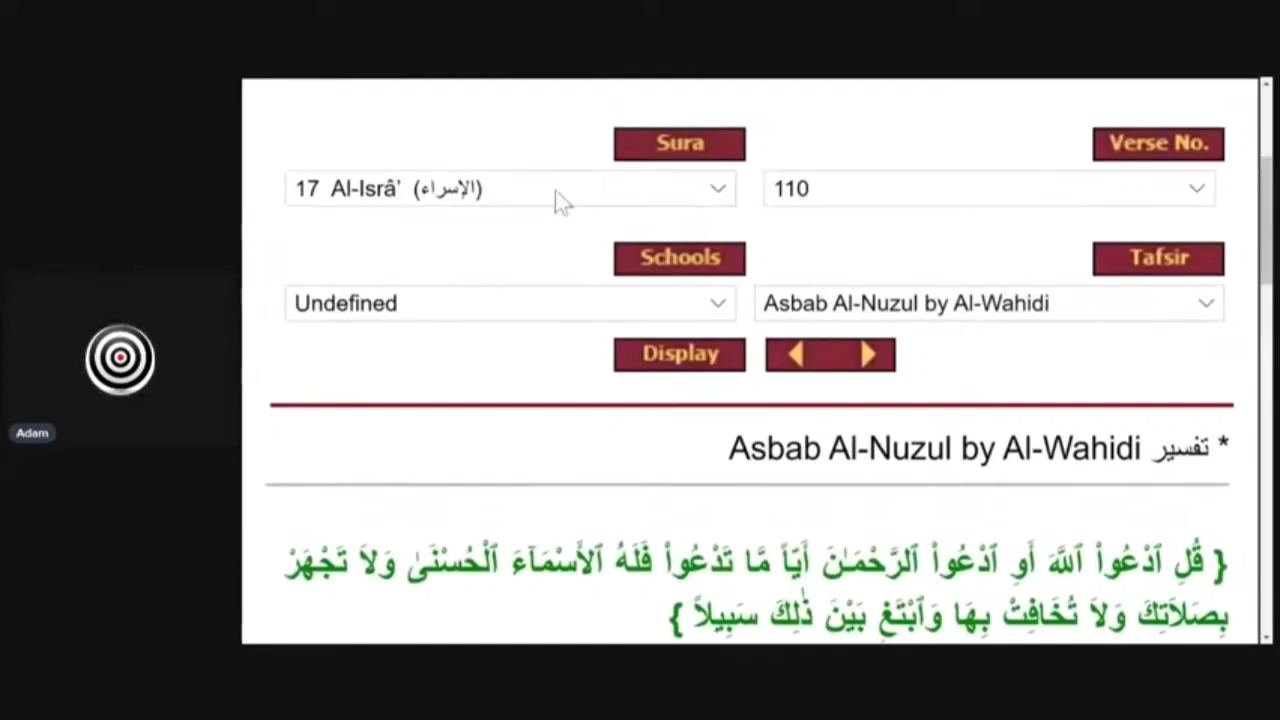 Sura
Verse No.
17 Al-Isrâ' (الإسراء)
110
Schools
Tafsir
Undefined
Asbab Al-Nuzul by Al-Wahidi
Display
Adam
* تفسير Asbab Al-Nuzul by Al-Wahidi
{ قُلِ ٱدْعُواْ ٱللَّهَ أَوِ ٱدْعُواْ ٱلرَّحْمَـٰنَ أَيّاً مَّا تَدْعُواْ فَلَهُ ٱلأَسْمَآءَ ٱلْحُسْنَىٰ وَلاَ تَجْهَرْ
بِصَلاَتِكَ وَلاَ تُخَافِتْ بِهَا وَٱبْتَغِ بَيْنَ ذٰلِكَ سَبِيلاً }